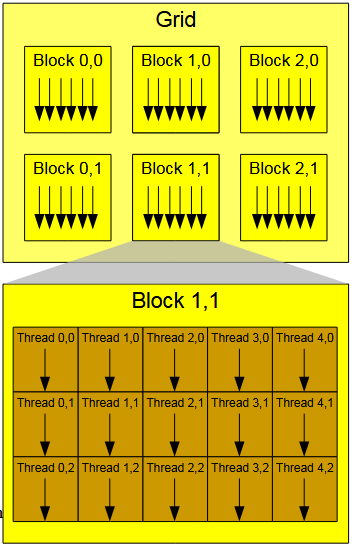 Grid
Block 0,0 Block 1,0 Block 2,0
Block 0,1 Block 1,1 Block 2,1
Block 1,1
Thread 0,0 Thread 1,0 Thread 2,0 Thread 3,0 Thread 4,0
Thread 0,1 Thread 1,1 Thread 2,1 Thread 3,1 Thread 4,1
Thread 0,2 Thread 1,2 Thread 2,2 Thread 3,2 Thread 4,2